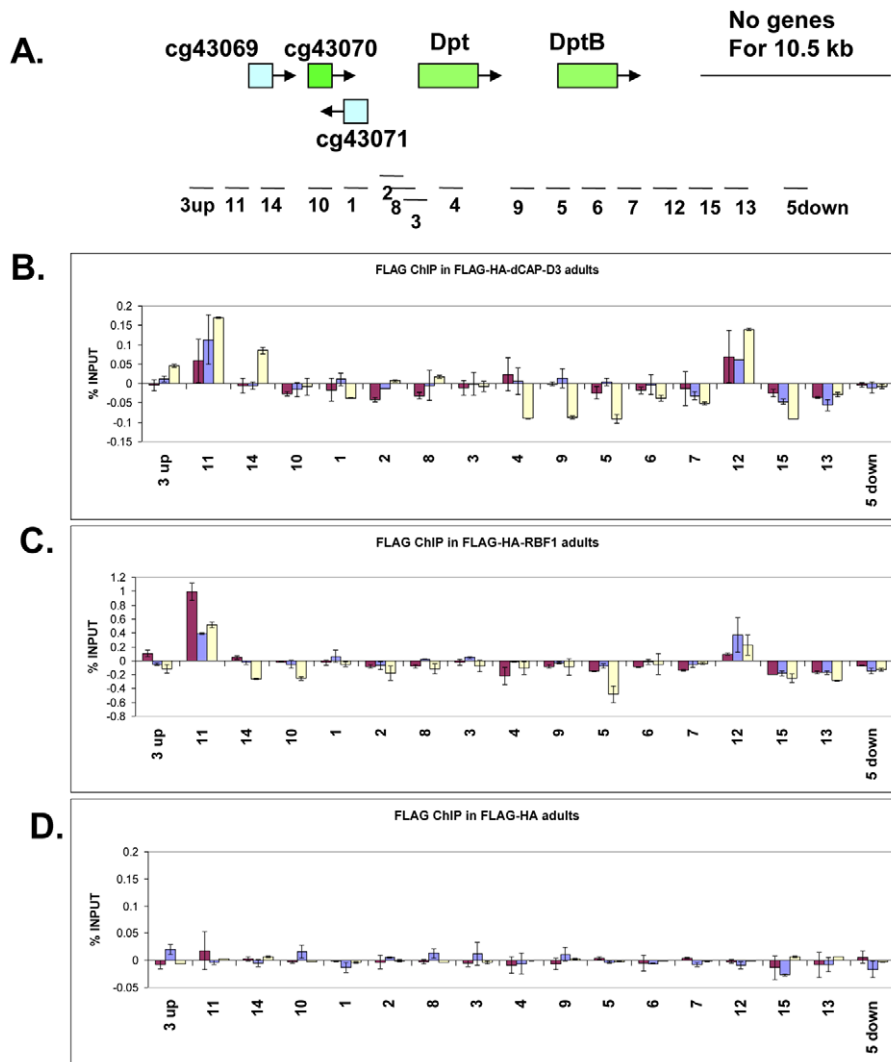 A.
cg43069 cg43070 Dpt DptB
No genes
For 10.5 kb
cg43071
3up 11 14 10 1 2 8 3 4 9 5 6 7 12 15 13 5down
B.
FLAG ChIP in FLAG-HA-dCAP-D3 adults
% INPUT
0.2
0.15
0.1
0.05
0
-0.05
-0.1
-0.15
3 up 11 14 10 1 2 8 3 4 9 5 6 7 12 15 13 5 down
C.
FLAG ChIP in FLAG-HA-RBF1 adults
% INPUT
1.2
1
0.8
0.6
0.4
0.2
0
-0.2
-0.4
-0.6
-0.8
3 up 11 14 10 1 2 8 3 4 9 5 6 7 12 15 13 5 down
D.
FLAG ChIP in FLAG-HA adults
% INPUT
0.2
0.15
0.1
0.05
0
-0.05
3 up 11 14 10 1 2 8 3 4 9 5 6 7 12 15 13 5 down